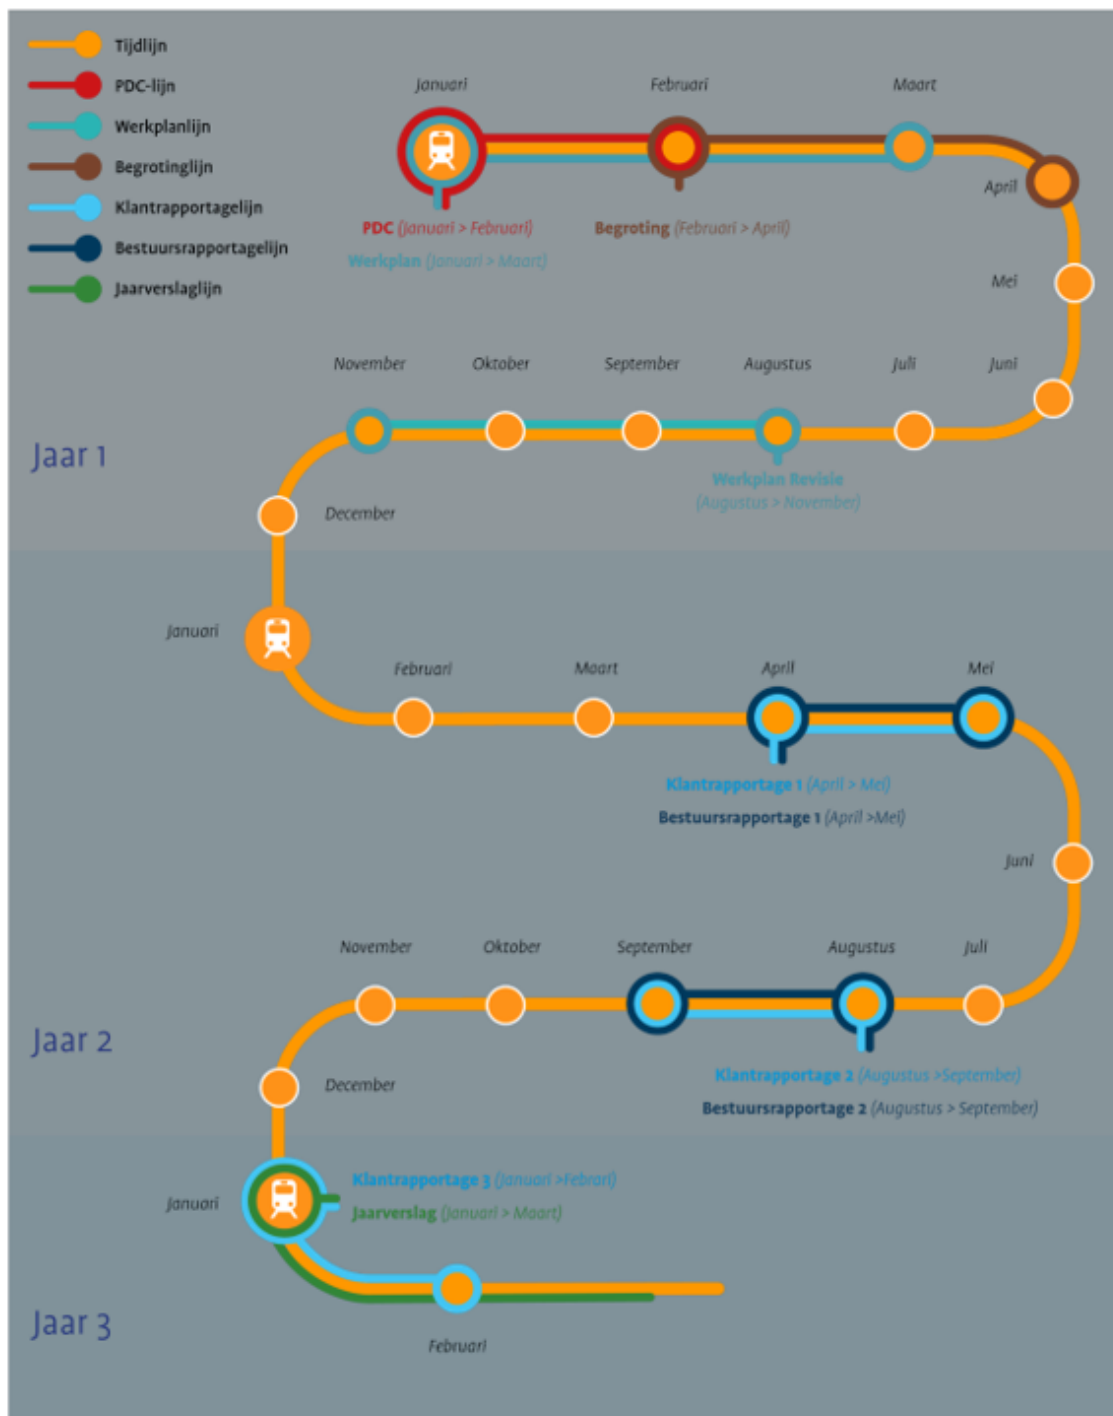 Tijdlijn
PDC-lijn
Werkplanlijn
Begrotinglijn
Klantrapportagelijn
Bestuursrapportagelijn
Jaarverslaglijn
Januari
Februari
Maart
April
PDC (Januari > Februari)
Begroting (Februari > April)
Werkplan (Januari > Maart)
Mei
November
Oktober
September
Augustus
Juli
Juni
Jaar 1
Werkplan Revisie
(Augustus > November)
December
Januari
Februari
Maart
April
Mei
Klantrapportage 1 (April > Mei)
Bestuursrapportage 1 (April >Mei)
Juni
November
Oktober
September
Augustus
Juli
Jaar 2
Klantrapportage 2 (Augustus >September)
December
Bestuursrapportage 2 (Augustus > September)
Klantrapportage 3 (Januari >Febrari)
Januari
Jaarverslag (Januari > Maart)
Jaar 3
Februari